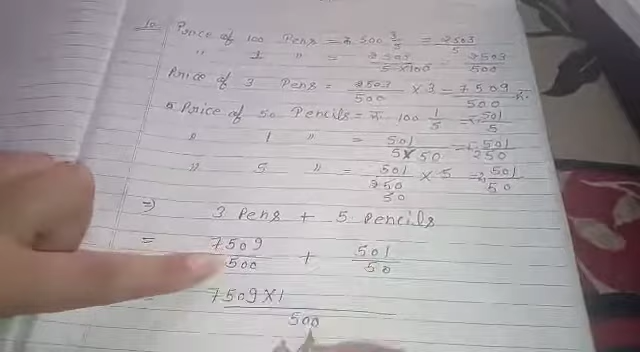 10. Price of 100 Pens = ₹ 500 3/5 = 2503/5
" 1 " = 2503/5×100 = 2503/500
Price of 3 Pens = 2503/500 × 3 = 7509/500 ₹
Price of 50 Pencils = ₹ 100 1/5 = ₹ 501/5
" 1 " = 501/5×50 = 501/250
" 5 " = 501/250 × 5 = 501/50
50
⇒ 3 Pens + 5 Pencils
= 7509/500 + 501/50
7509×1/500